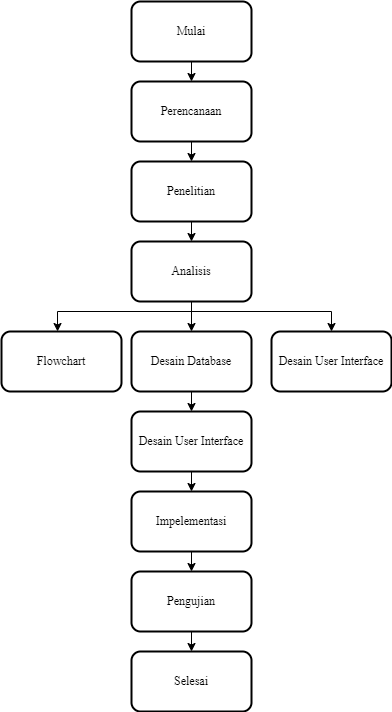 Mulai
Perencanaan
Penelitian
Analisis
Flowchart
Desain Database
Desain User Interface
Desain User Interface
Impelementasi
Pengujian
Selesai